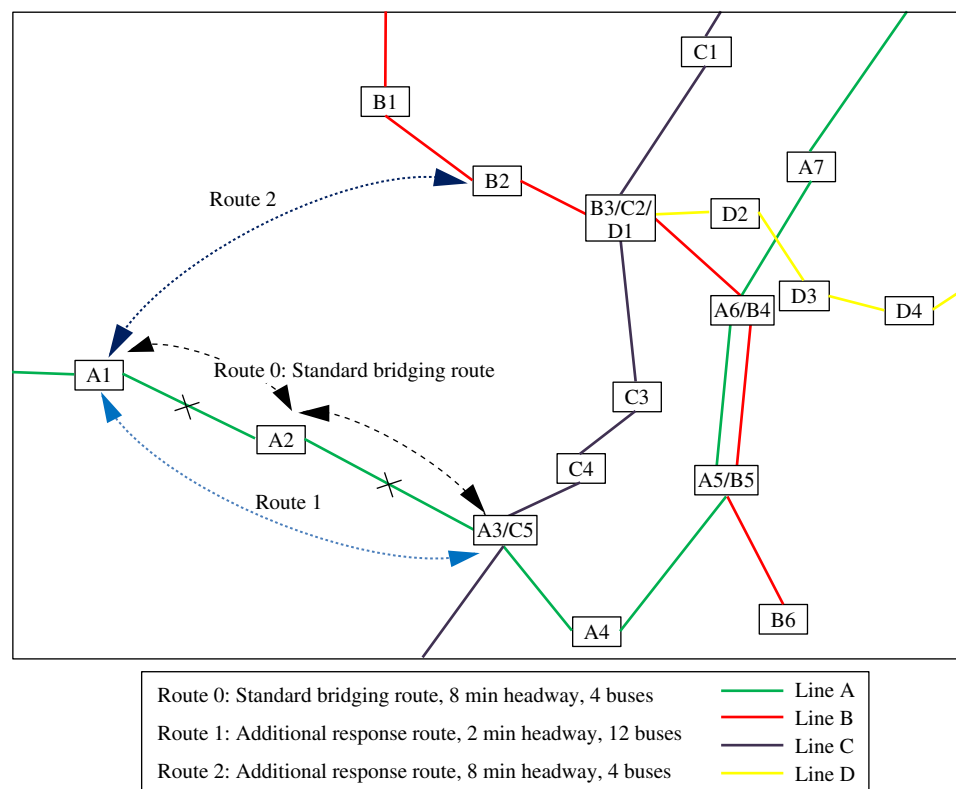 C1
B1
A7
B2
Route 2
B3/C2/
D1
D2
D3
A6/B4
D4
Route 0: Standard bridging route
A1
C3
A2
C4
A5/B5
Route 1
A3/C5
B6
A4
Route 0: Standard bridging route, 8 min headway, 4 buses
Route 1: Additional response route, 2 min headway, 12 buses
Route 2: Additional response route, 8 min headway, 4 buses
Line A
Line B
Line C
Line D